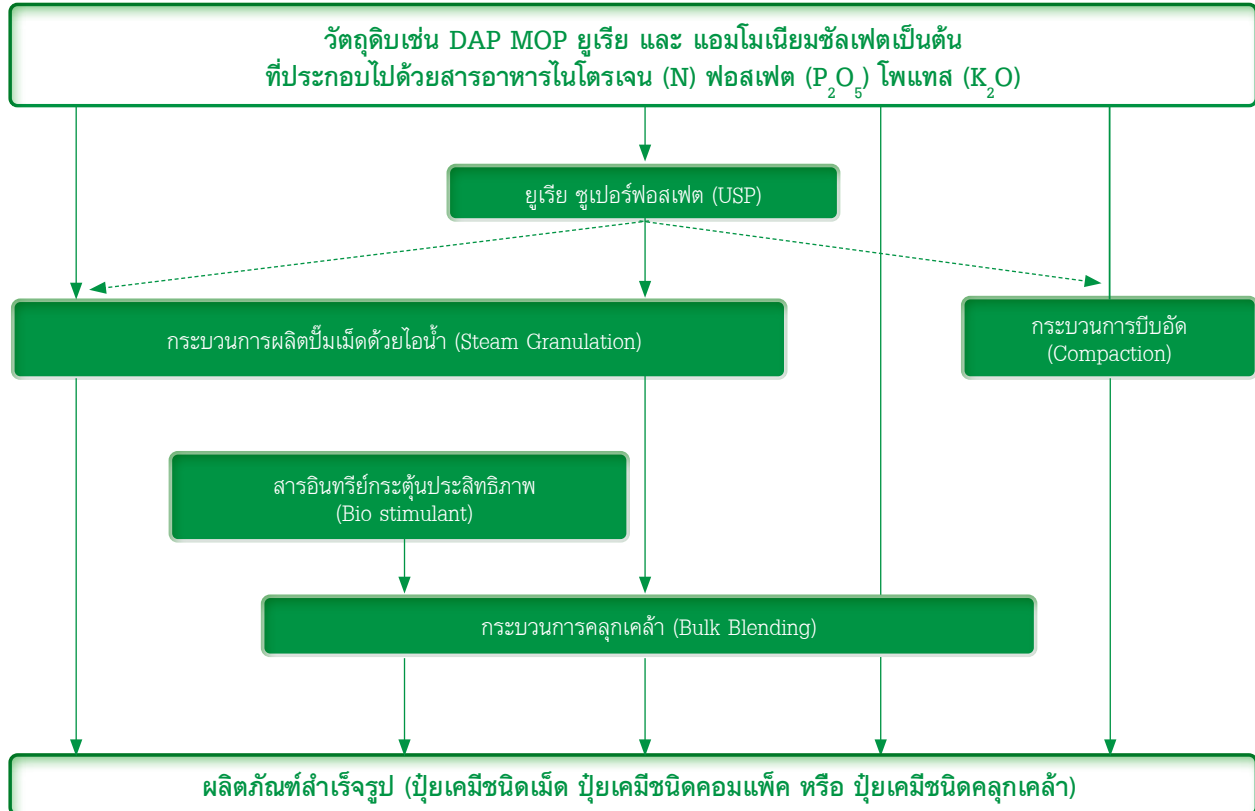 วัตถุดิบเช่น DAP MOP ยูเรีย และ แอมโมเนียมซัลเฟตเป็นต้น
ที่ประกอบไปด้วยสารอาหารไนโตรเจน (N) ฟอสเฟต (P₂O₅) โพแทส (K₂O)
ยูเรีย ซูเปอร์ฟอสเฟต (USP)
กระบวนการผลิตปั๊มเม็ดด้วยไอน้ำ (Steam Granulation)
กระบวนการบีบอัด
(Compaction)
สารอินทรีย์กระตุ้นประสิทธิภาพ
(Bio stimulant)
กระบวนการคลุกเคล้า (Bulk Blending)
ผลิตภัณฑ์สำเร็จรูป (ปุ๋ยเคมีชนิดเม็ด ปุ๋ยเคมีชนิดคอมแพ็ค หรือ ปุ๋ยเคมีชนิดคลุกเคล้า)